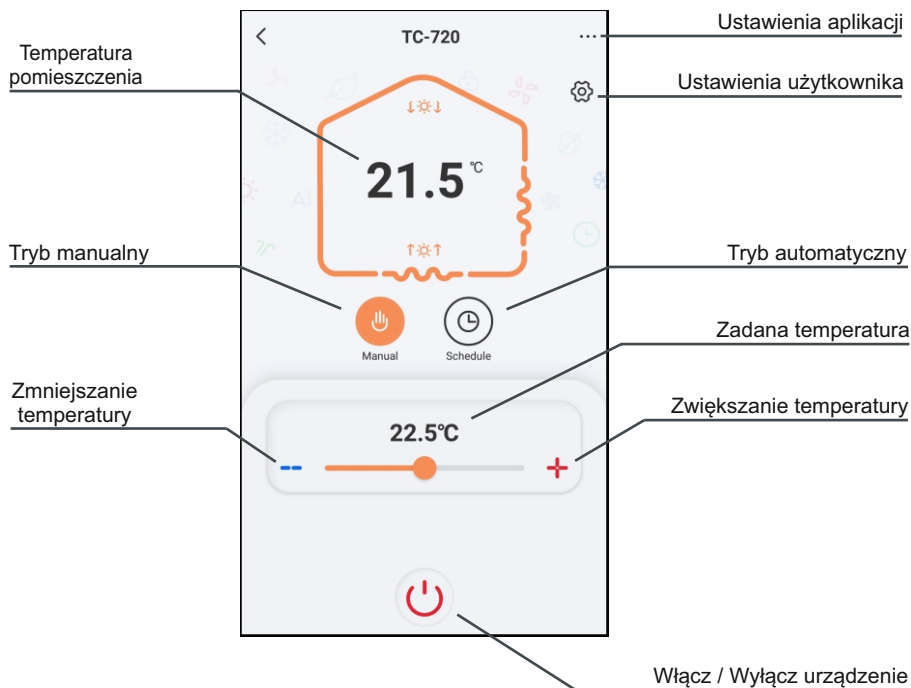 TC-720
Ustawienia aplikacji
Temperatura
pomieszczenia
Ustawienia użytkownika
21.5 °C
AI
Tryb manualny
Tryb automatyczny
Manual
Schedule
Zadana temperatura
Zmniejszanie
temperatury
Zwiększanie temperatury
22.5°C
Włącz / Wyłącz urządzenie